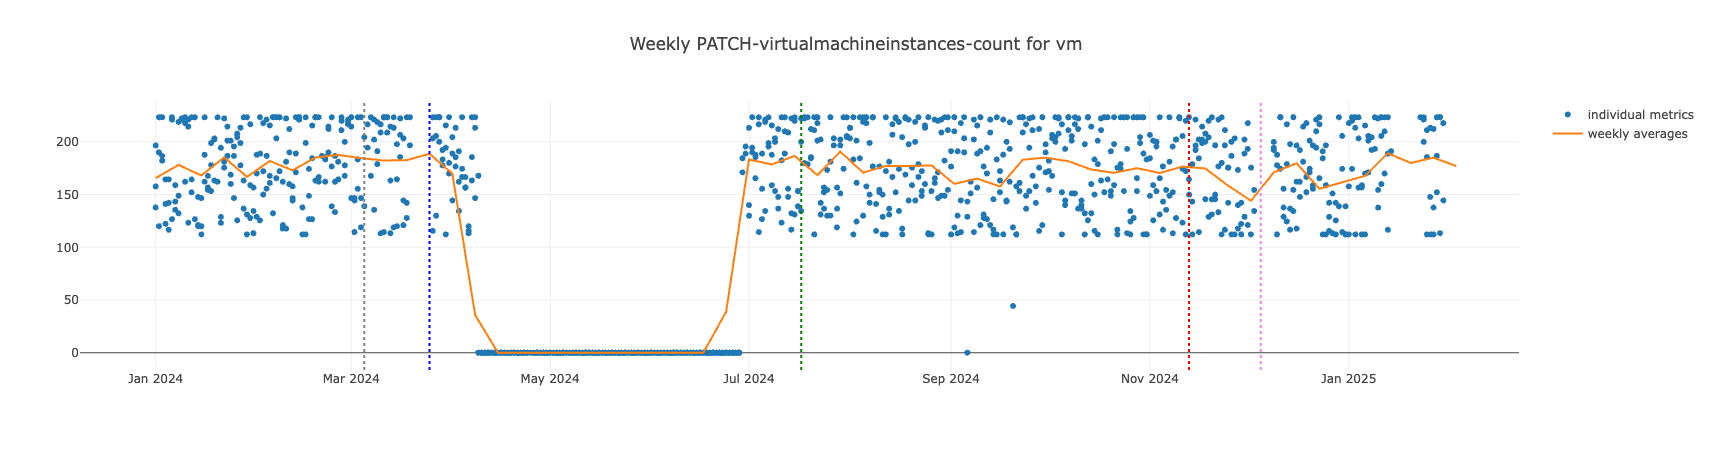 Weekly PATCH-virtualmachineinstances-count for vm
individual metrics
weekly averages
200
150
100
50
0
Jan 2024
Mar 2024
May 2024
Jul 2024
Sep 2024
Nov 2024
Jan 2025